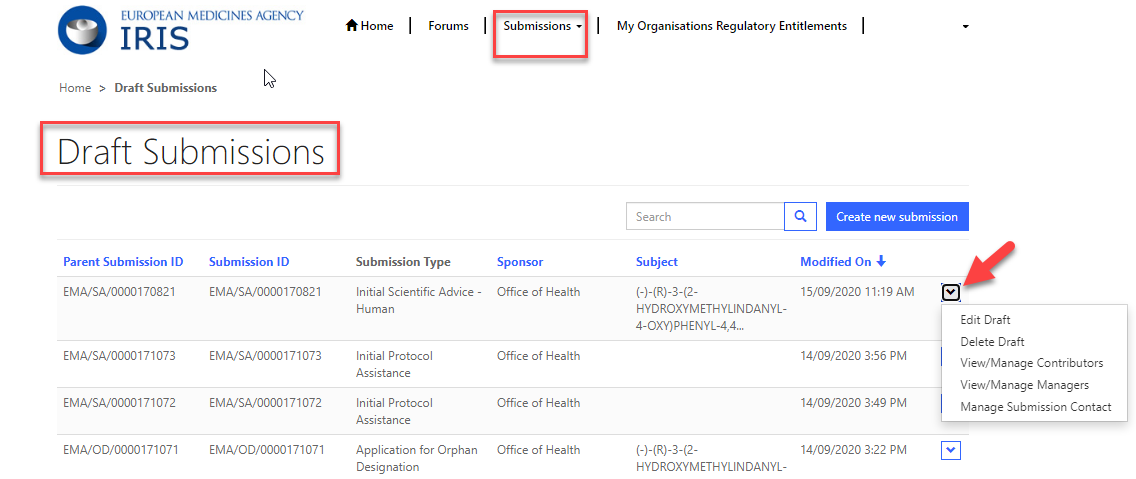 EUROPEAN MEDICINES AGENCY
IRIS
Home
Forums
Submissions
My Organisations Regulatory Entitlements
Home > Draft Submissions
Draft Submissions
Search
Create new submission
Parent Submission ID Submission ID Submission Type Sponsor Subject Modified On
EMA/SA/0000170821 EMA/SA/0000170821 Initial Scientific Advice - Office of Health (-)-(R)-3-(2- 15/09/2020 11:19 AM
Human HYDROXYMETHYLINDANYL-
4-OXY)PHENYL-4,4...
Edit Draft
Delete Draft
View/Manage Contributors
View/Manage Managers
Manage Submission Contact
EMA/SA/0000171073 EMA/SA/0000171073 Initial Protocol Office of Health 14/09/2020 3:56 PM
Assistance
EMA/SA/0000171072 EMA/SA/0000171072 Initial Protocol Office of Health 14/09/2020 3:49 PM
Assistance
EMA/OD/0000171071 EMA/OD/0000171071 Application for Orphan Office of Health (-)-(R)-3-(2- 14/09/2020 3:22 PM
Designation HYDROXYMETHYLINDANYL-